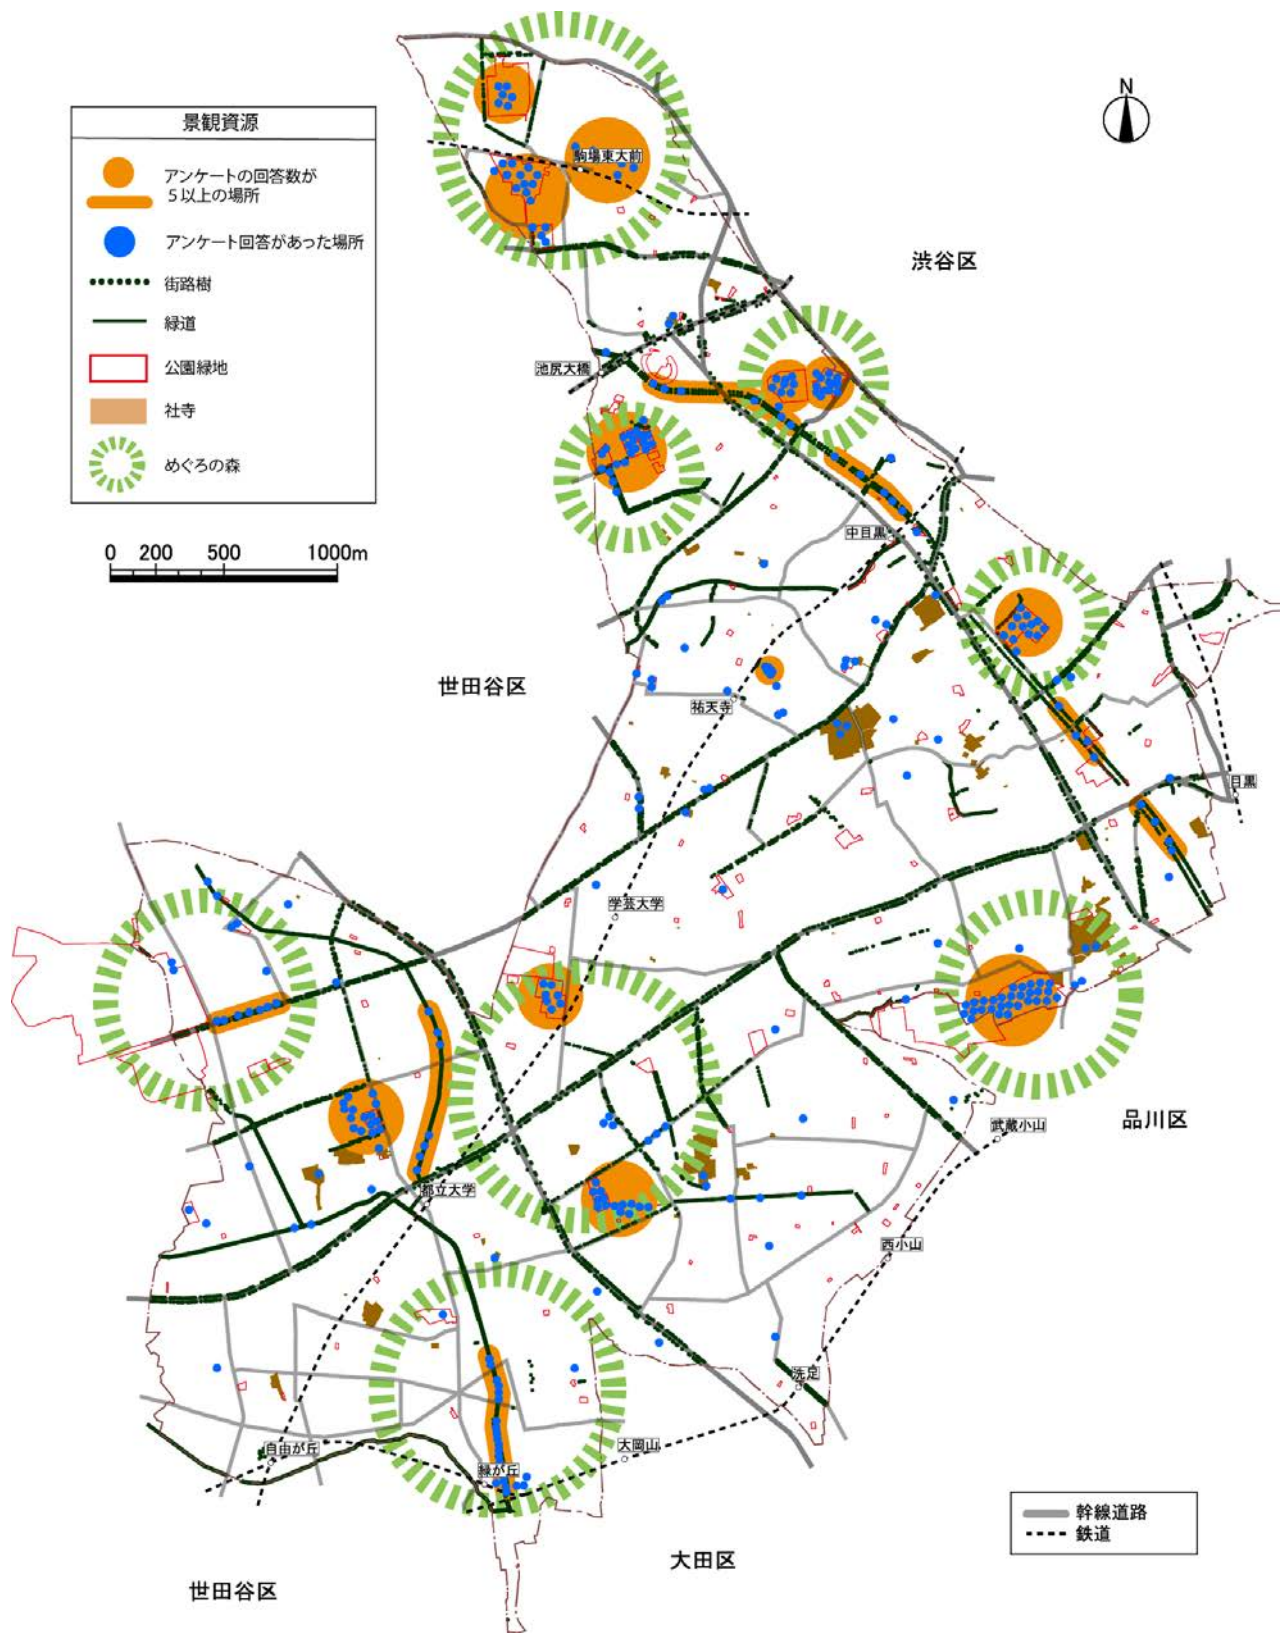 景観資源
アンケートの回答数が
5以上の場所
アンケート回答があった場所
街路樹
緑道
公園緑地
社寺
めぐろの森
0 200 500 1000m
N
駒場東大前
渋谷区
池尻大橋
中目黒
世田谷区
祐天寺
目黒
学芸大学
品川区
武蔵小山
都立大学
西小山
洗足
自由が丘
大岡山
緑が丘
幹線道路
鉄道
大田区
世田谷区